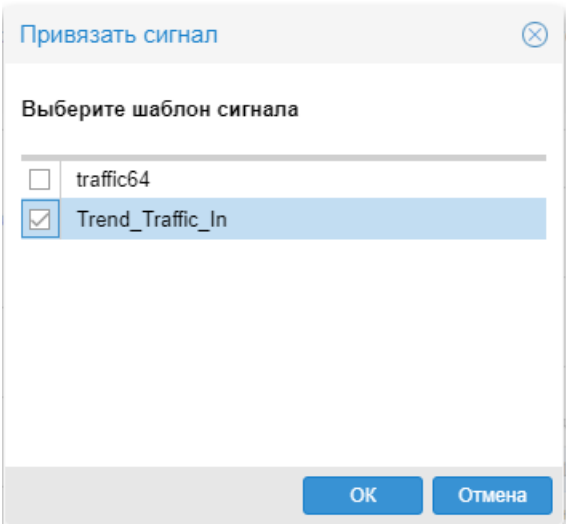 Привязать сигнал
Выберите шаблон сигнала
traffic64
Trend_Traffic_In
ОК
Отмена